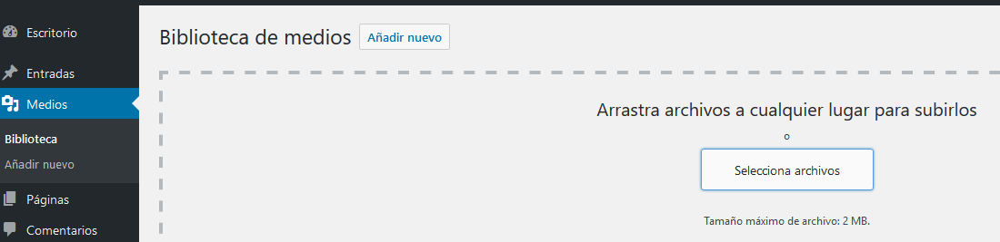 Escritorio
Entradas
Medios
Biblioteca
Añadir nuevo
Páginas
Comentarios
Biblioteca de medios Añadir nuevo
Arrastra archivos a cualquier lugar para subirlos
o
Selecciona archivos
Tamaño máximo de archivo: 2 MB.